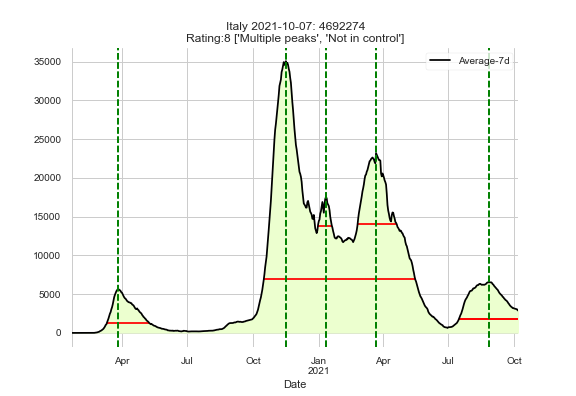 Italy 2021-10-07: 4692274
Rating:8 ['Multiple peaks', 'Not in control']
Average-7d
35000
30000
25000
20000
15000
10000
5000
0
Apr Jul Oct Jan Apr Jul Oct
2021
Date